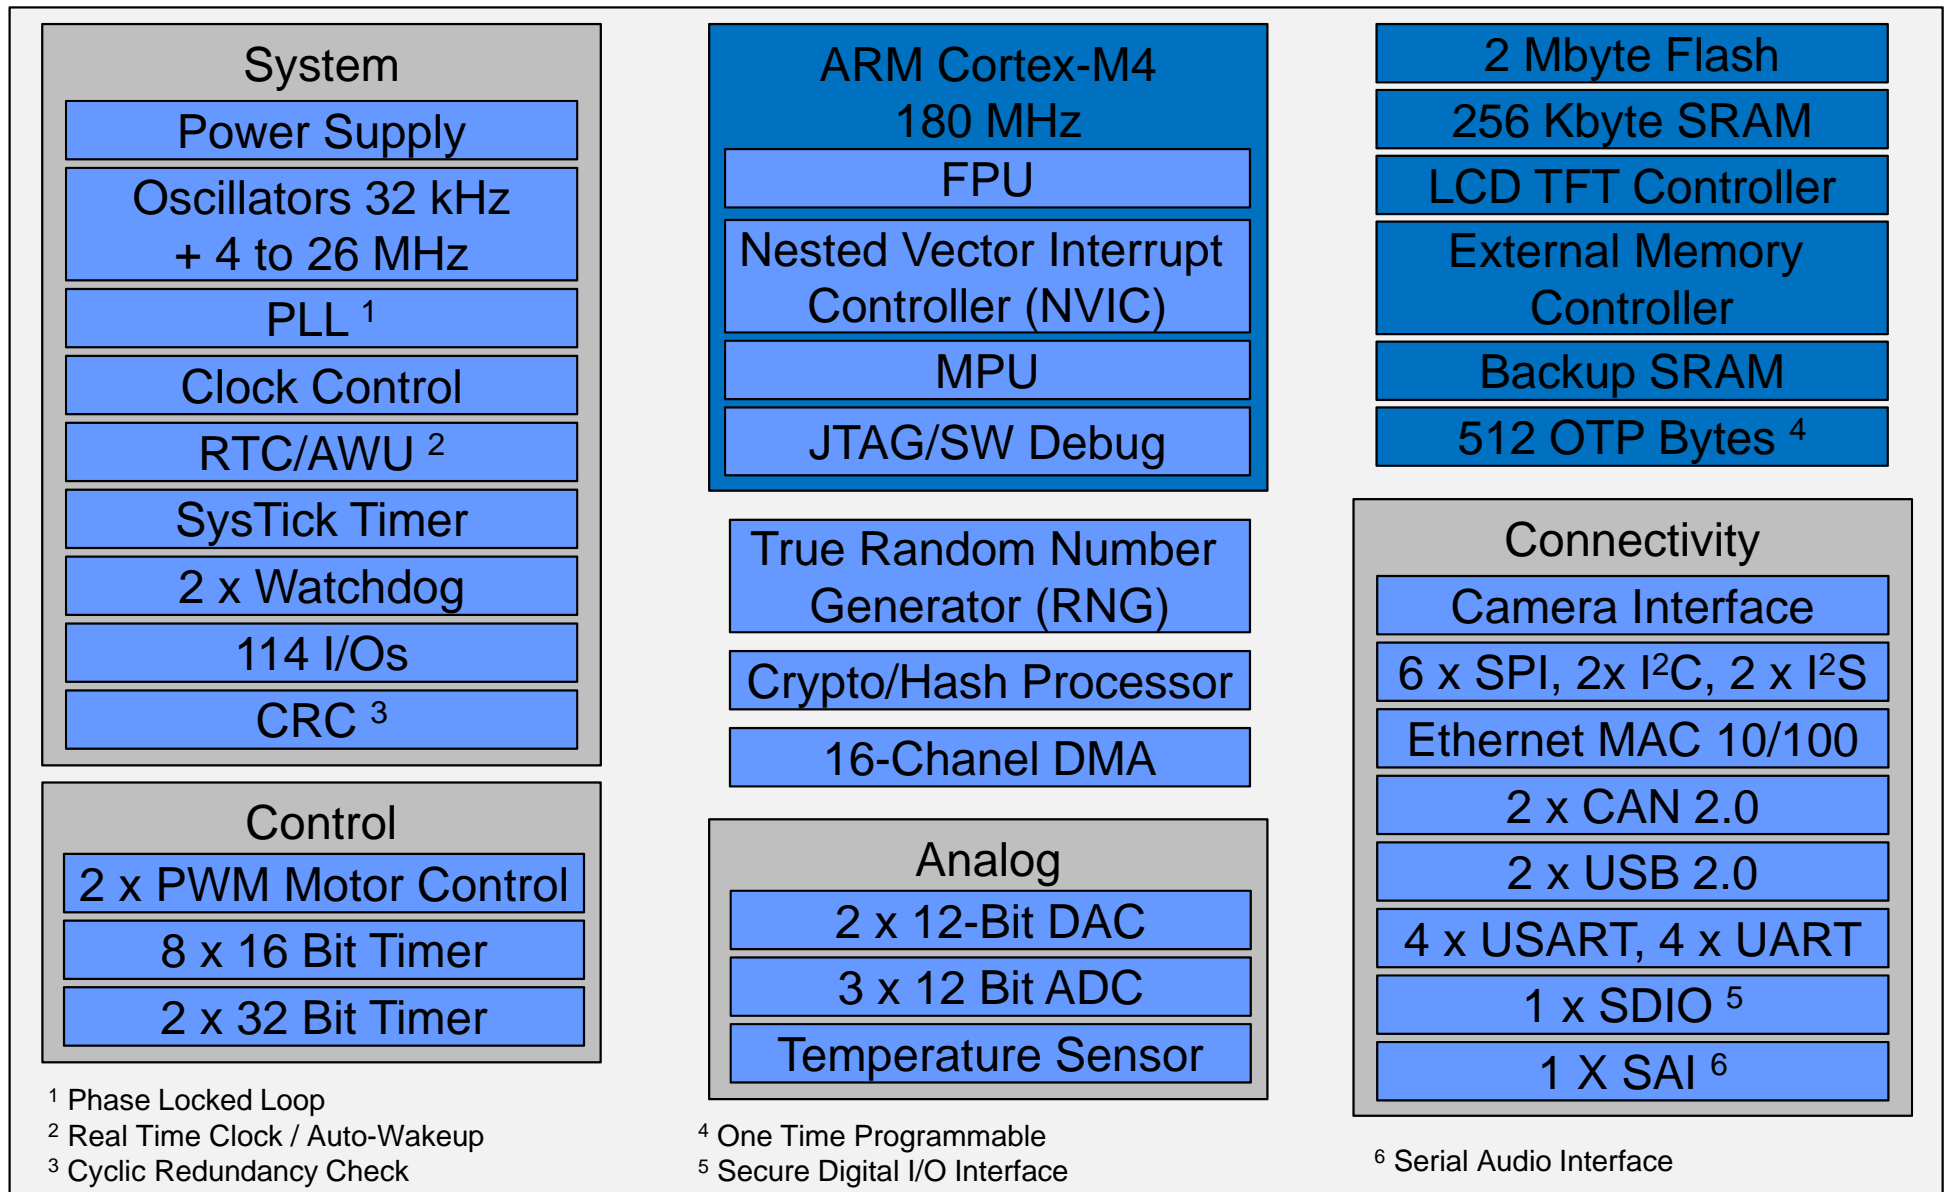 System
Power Supply
Oscillators 32 kHz
+ 4 to 26 MHz
PLL ¹
Clock Control
RTC/AWU ²
SysTick Timer
2 x Watchdog
114 I/Os
CRC ³
Control
2 x PWM Motor Control
8 x 16 Bit Timer
2 x 32 Bit Timer
¹ Phase Locked Loop
² Real Time Clock / Auto-Wakeup
³ Cyclic Redundancy Check
ARM Cortex-M4
180 MHz
FPU
Nested Vector Interrupt
Controller (NVIC)
MPU
JTAG/SW Debug
True Random Number
Generator (RNG)
Crypto/Hash Processor
16-Chanel DMA
Analog
2 x 12-Bit DAC
3 x 12 Bit ADC
Temperature Sensor
⁴ One Time Programmable
⁵ Secure Digital I/O Interface
2 Mbyte Flash
256 Kbyte SRAM
LCD TFT Controller
External Memory
Controller
Backup SRAM
512 OTP Bytes ⁴
Connectivity
Camera Interface
6 x SPI, 2x I²C, 2 x I²S
Ethernet MAC 10/100
2 x CAN 2.0
2 x USB 2.0
4 x USART, 4 x UART
1 x SDIO ⁵
1 X SAI ⁶
⁶ Serial Audio Interface